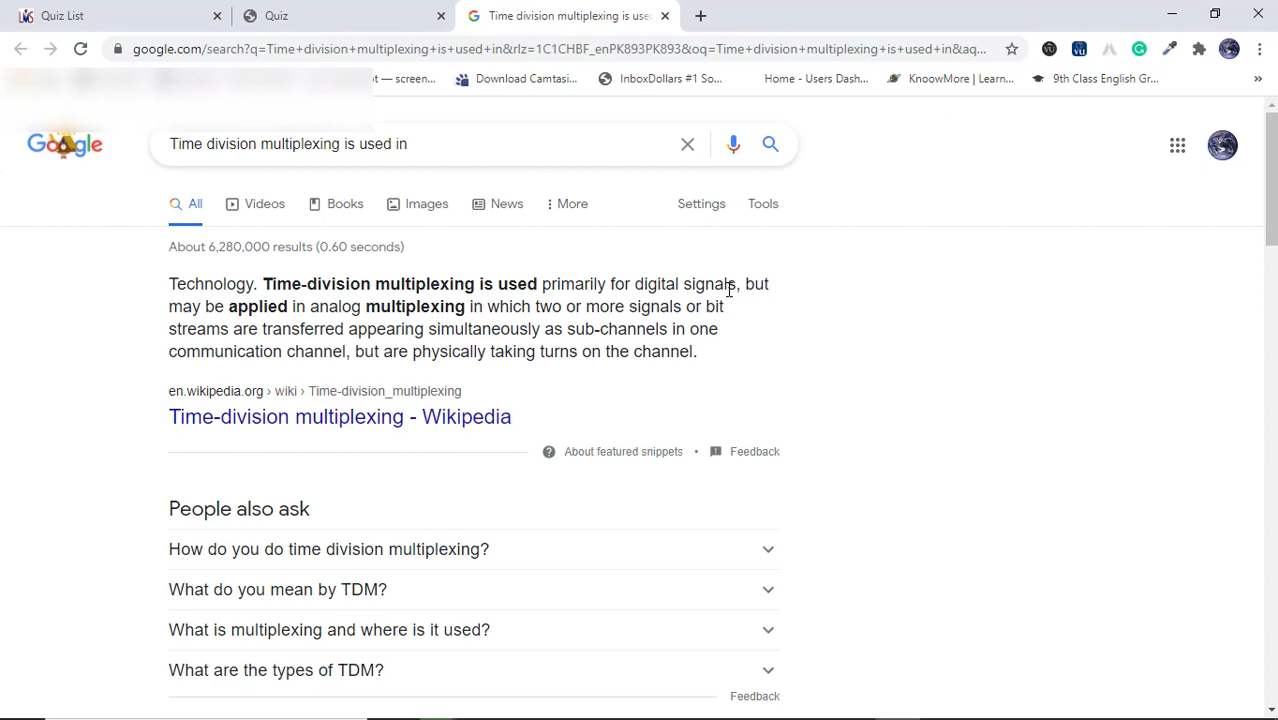 Quiz List
Quiz
Time division multiplexing is use
google.com/search?q=Time+division+multiplexing+is+used+in&rlz=1C1CHBF_enPK893PK893&oq=Time+division+multiplexing+is+used+in&aq...
screen...
Download Camtasi...
InboxDollars #1 So...
Home - Users Dash...
KnoowMore | Learn...
9th Class English Gr...
»
Google
Time division multiplexing is used in
All
Videos
Books
Images
News
More
Settings
Tools
About 6,280,000 results (0.60 seconds)
Technology. Time-division multiplexing is used primarily for digital signals, but
may be applied in analog multiplexing in which two or more signals or bit
streams are transferred appearing simultaneously as sub-channels in one
communication channel, but are physically taking turns on the channel.
en.wikipedia.org › wiki › Time-division_multiplexing
Time-division multiplexing - Wikipedia
About featured snippets • Feedback
People also ask
How do you do time division multiplexing?
What do you mean by TDM?
What is multiplexing and where is it used?
What are the types of TDM?
Feedback